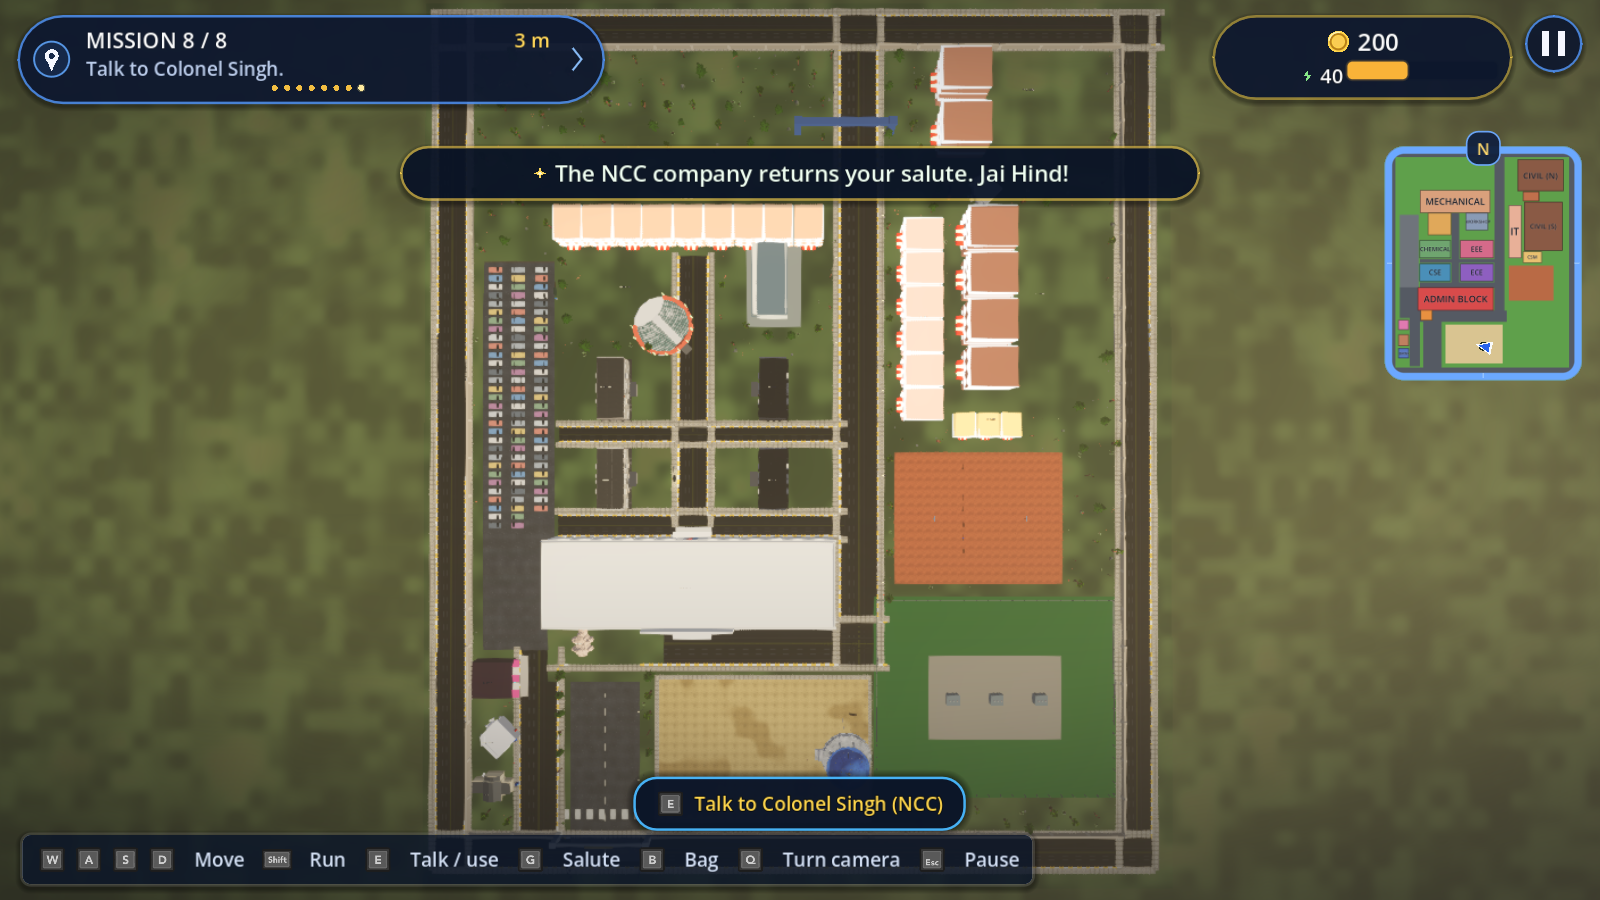 MISSION 8 / 8
3 m
Talk to Colonel Singh.
200
40
The NCC company returns your salute. Jai Hind!
N
CIVIL (N)
MECHANICAL
IT
CIVIL (S)
CHEMICAL
EEE
CSE
ECE
ADMIN BLOCK
E Talk to Colonel Singh (NCC)
W A S D Move Shift Run E Talk / use G Salute B Bag Q Turn camera Esc Pause